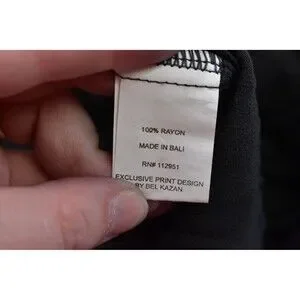 100% RAYON
MADE IN BALI
RN# 112951
EXCLUSIVE PRINT DESIGN
BY BEL KAZAN